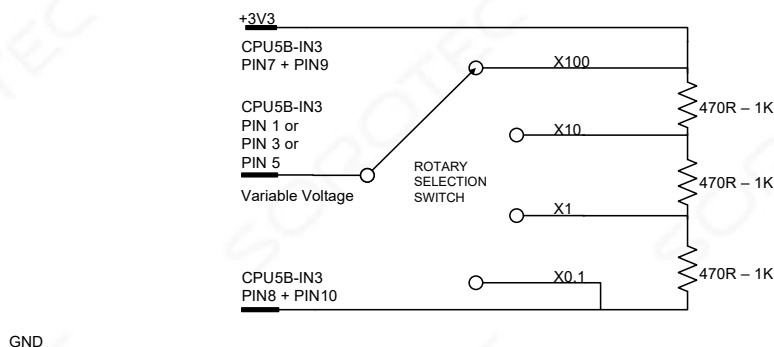 +3V3
CPU5B-IN3
PIN7 + PIN9
X100
470R – 1K
CPU5B-IN3
PIN 1 or
PIN 3 or
PIN 5
X10
ROTARY
SELECTION
SWITCH
470R – 1K
Variable Voltage
X1
CPU5B-IN3
PIN8 + PIN10
X0,1
470R – 1K
GND
SOROTEC